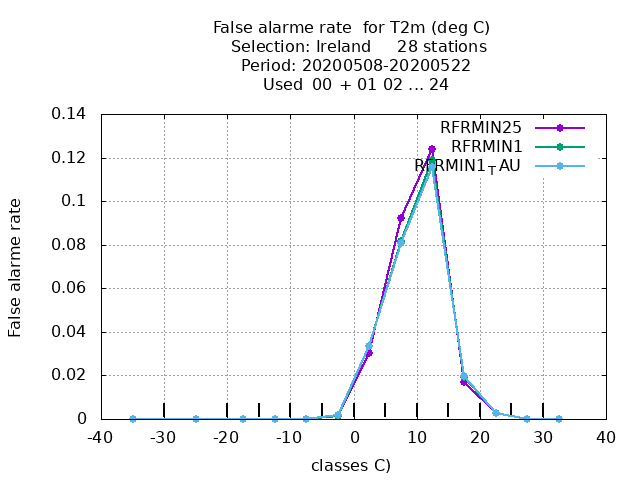 False alarme rate  for T2m (deg C)
Selection: Ireland     28 stations
Period: 20200508-20200522
Used  00 + 01 02 ... 24
0.14
0.12
0.1
0.08
0.06
0.04
0.02
0
False alarme rate
RFRMIN25
RFRMIN1
RFRMIN1TAU
-40 -30 -20 -10 0 10 20 30 40
classes C)